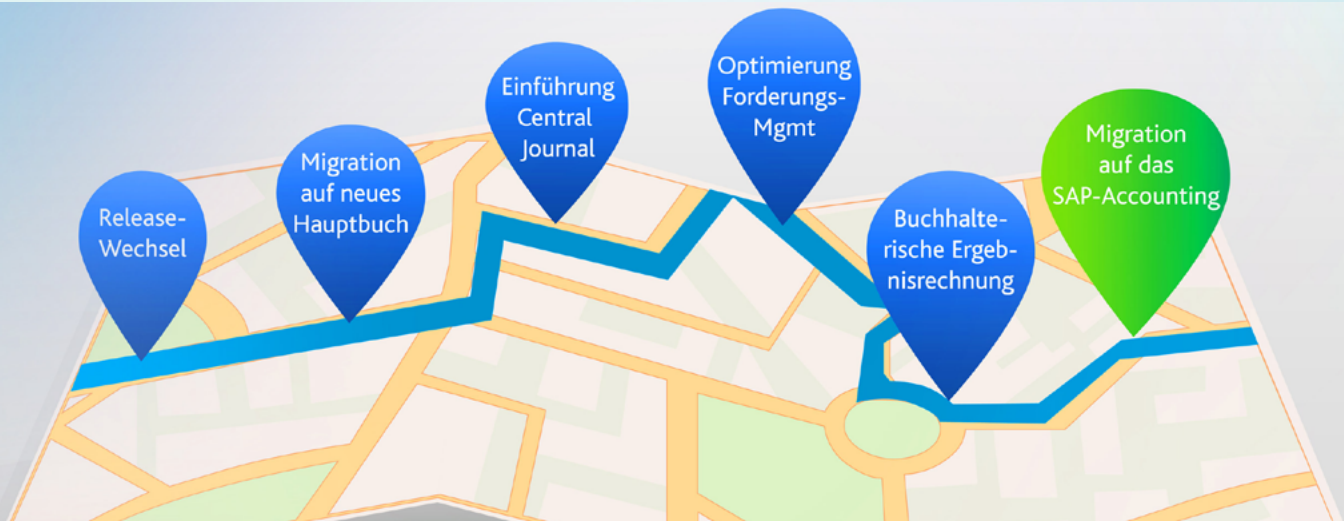 Release-
Wechsel
Migration
auf neues
Hauptbuch
Einführung
Central
Journal
Optimierung
Forderungs-
Mgmt
Buchhalte-
rische Ergeb-
nisrechnung
Migration
auf das
SAP-Accounting